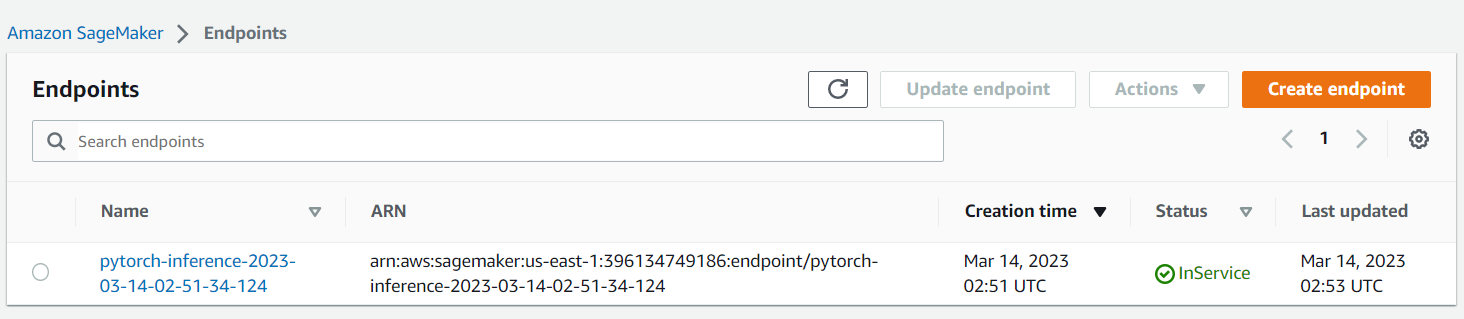 Amazon SageMaker > Endpoints
Endpoints
Update endpoint
Actions
Create endpoint
Search endpoints
1
Name ARN Creation time Status Last updated
pytorch-inference-2023- arn:aws:sagemaker:us-east-1:396134749186:endpoint/pytorch- Mar 14, 2023 InService Mar 14, 2023
03-14-02-51-34-124 inference-2023-03-14-02-51-34-124 02:51 UTC 02:53 UTC